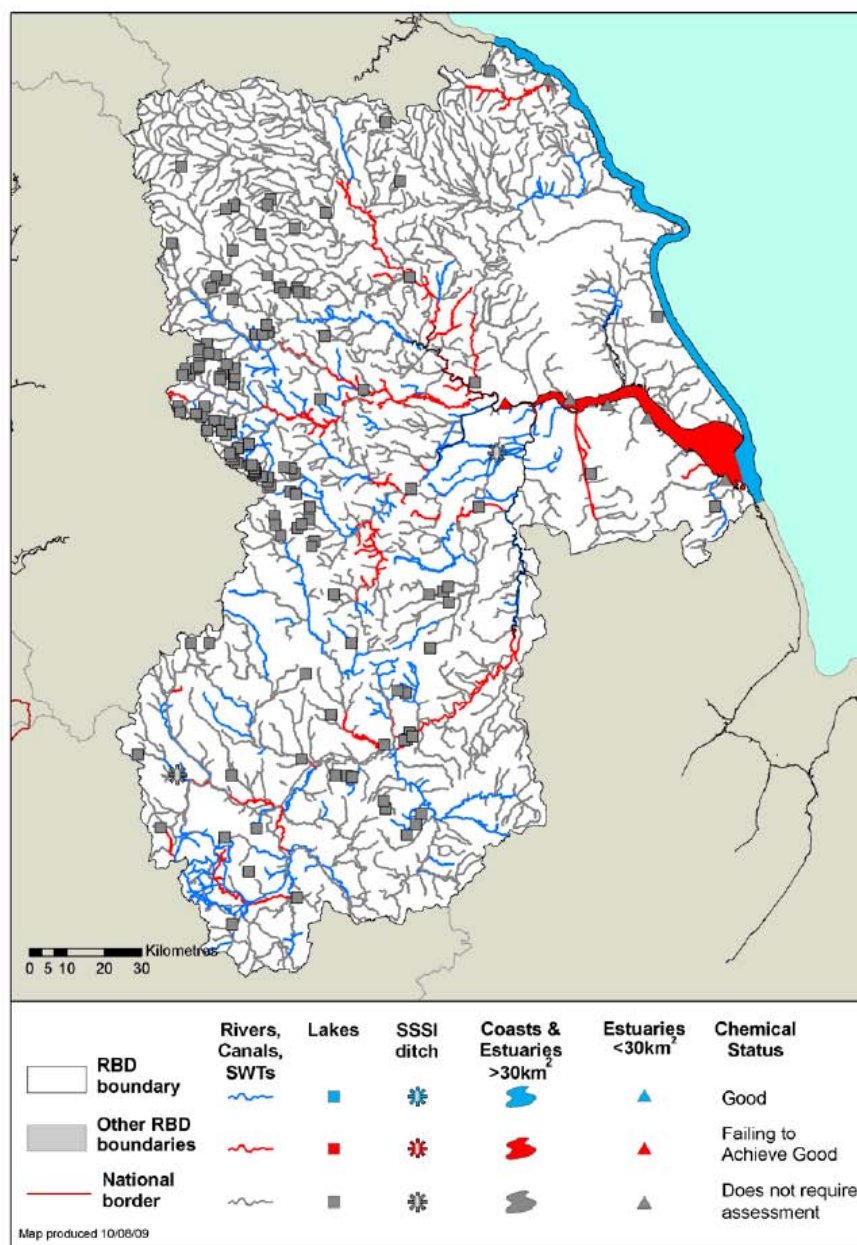 Kilometres
0 5 10 20 30
Rivers, Canals, SWTs
Lakes
SSSI ditch
Coasts & Estuaries >30km²
Estuaries <30km²
Chemical Status
RBD boundary
Good
Other RBD boundaries
Failing to Achieve Good
National border
Does not require assessment
Map produced 10/08/09